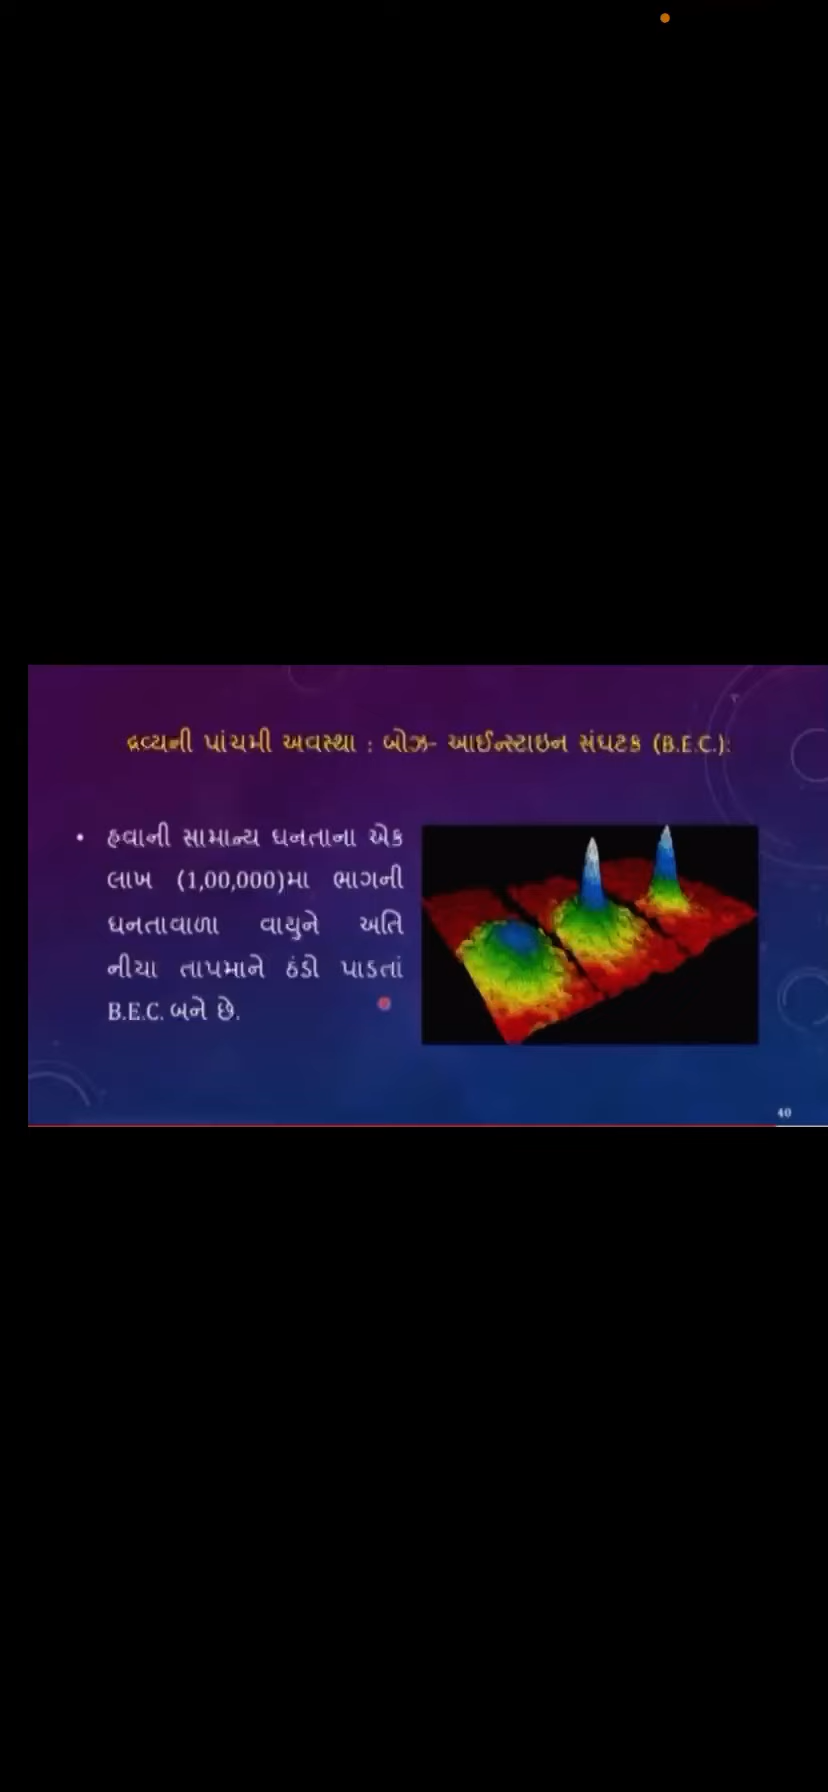 દ્રવ્યની પાંચમી અવસ્થા : બોઝ- આઈન્સ્ટાઇન સંઘટક (B.E.C.):
• હવાની સામાન્ય ઘનતાના એક
લાખ (1,00,000)મા ભાગની
ઘનતાવાળા વાયુને અતિ
નીચા તાપમાને ઠંડો પાડતાં
B.E.C. બને છે.
40